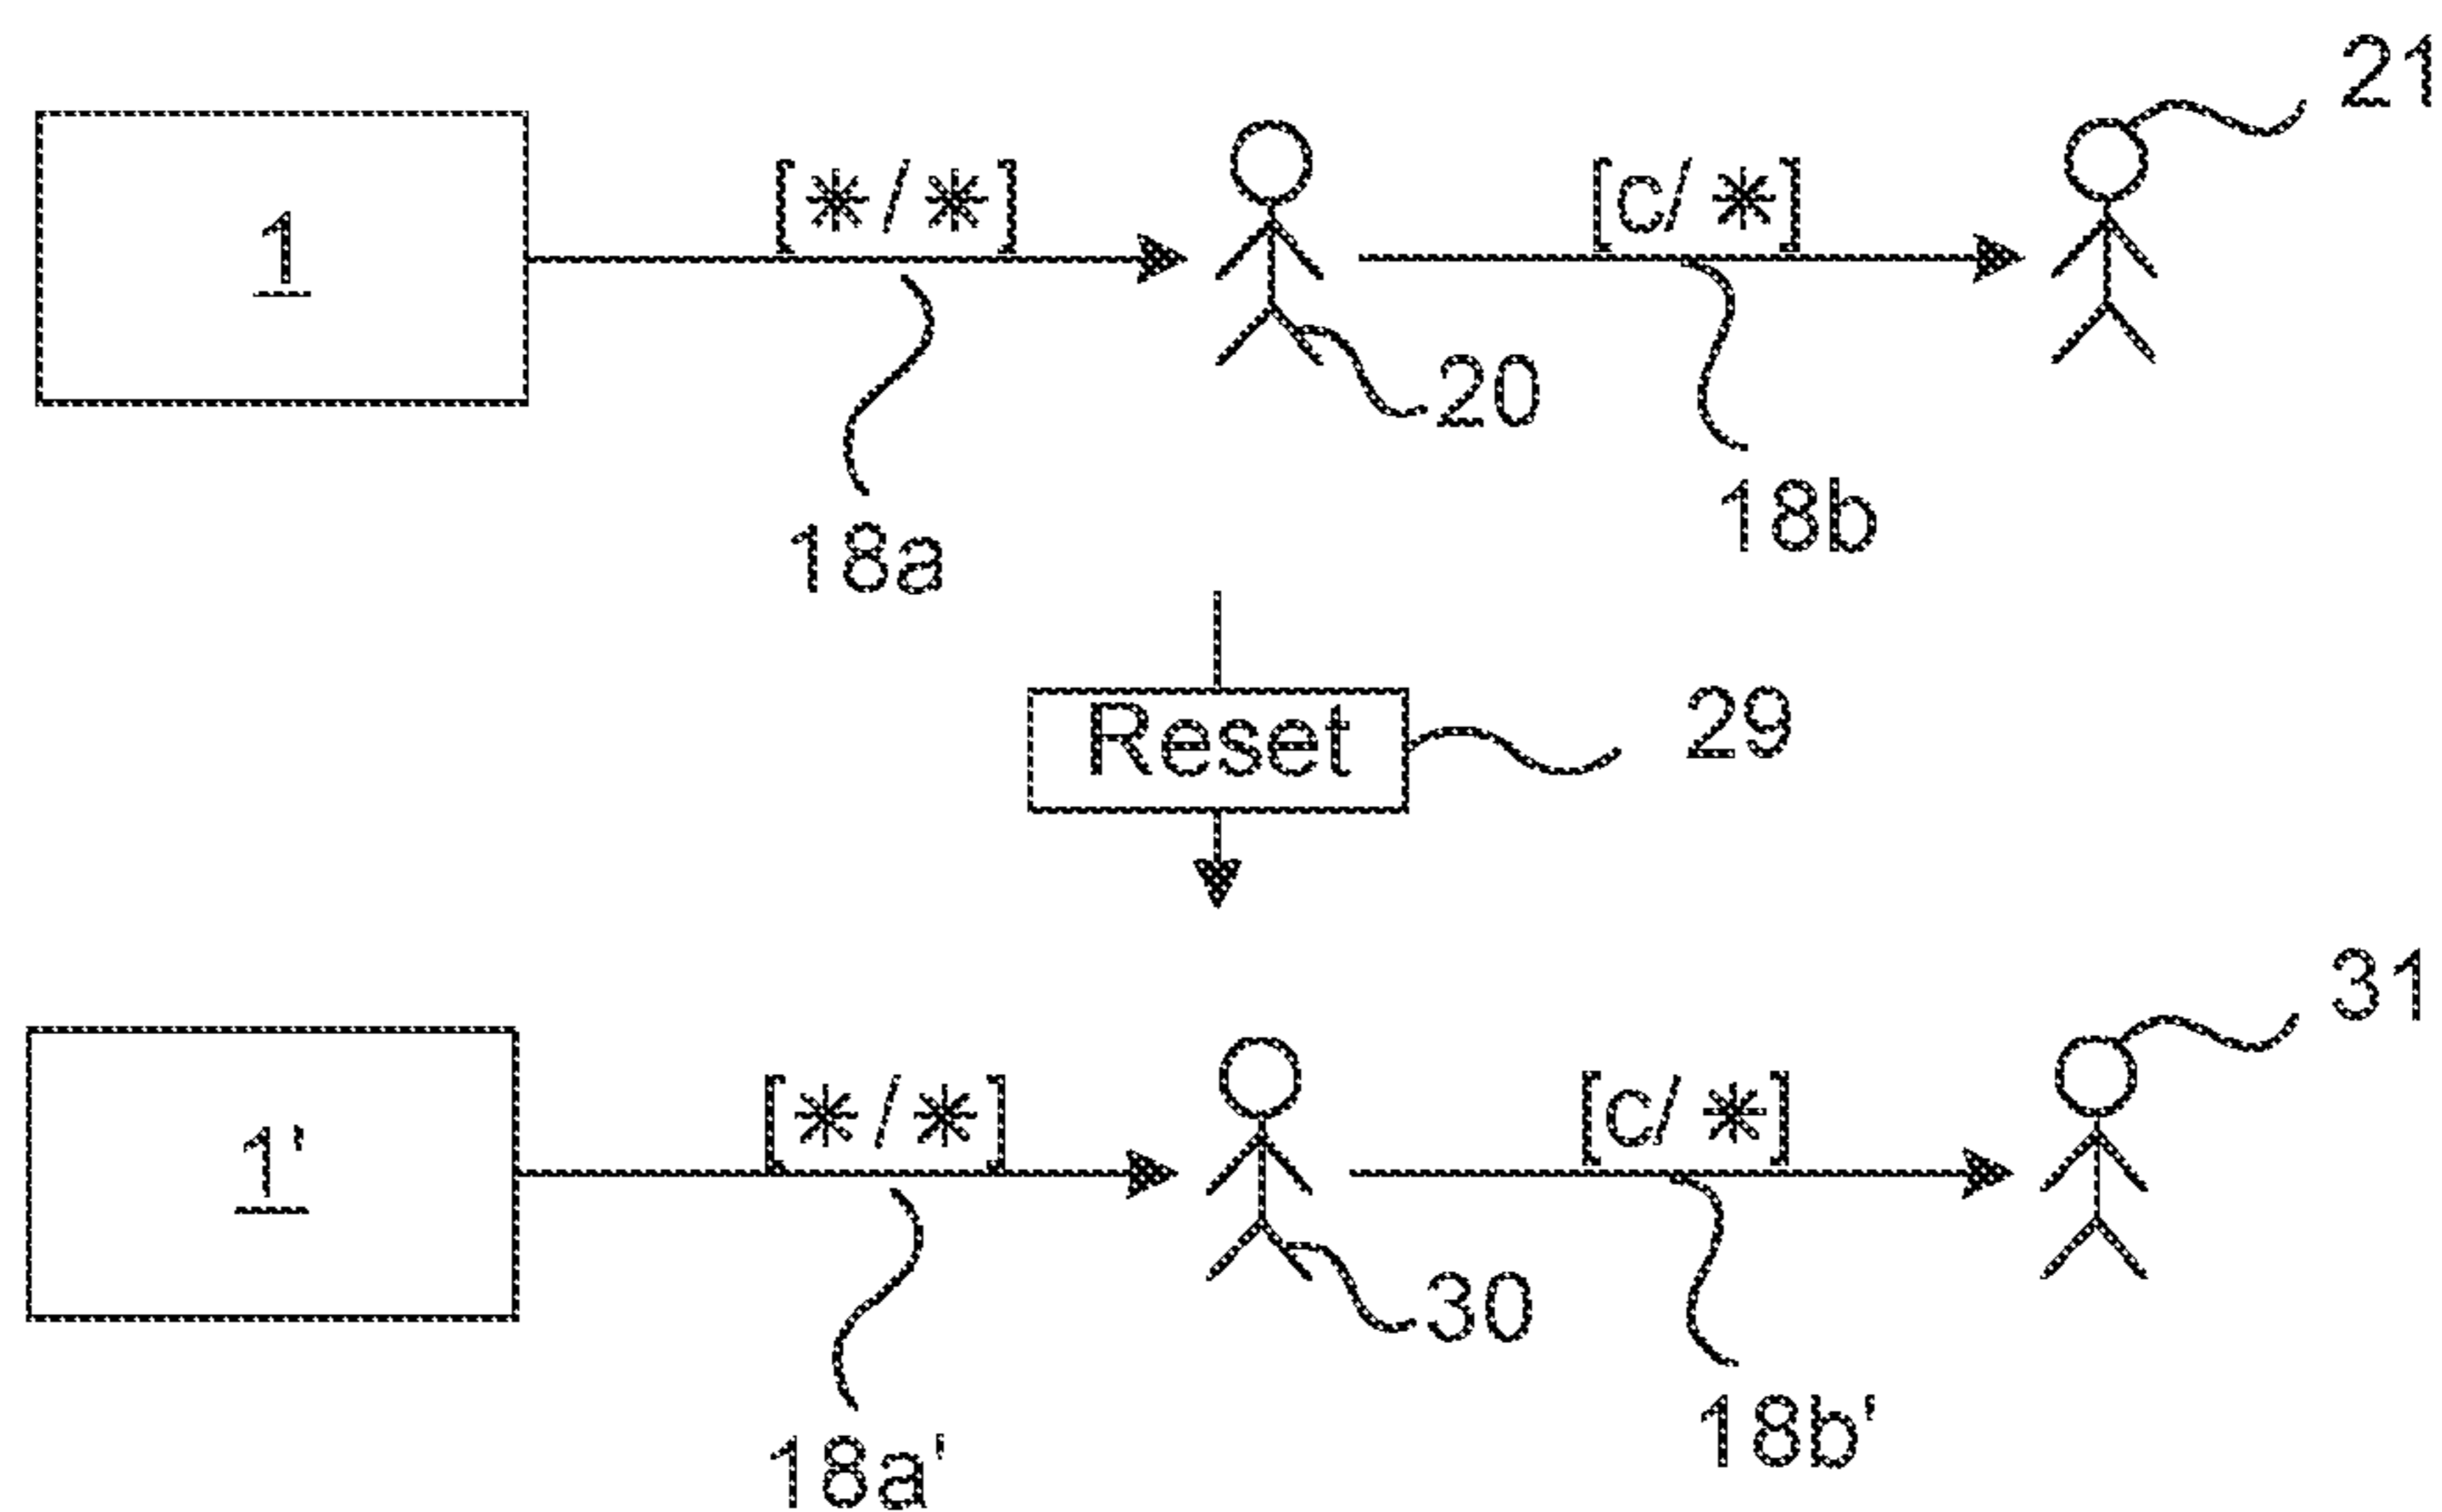 21
[*/*]
[c/*]
1
20
18b
18a
Reset
29
31
[*/*]
[c/*]
1'
30
18b'
18a'